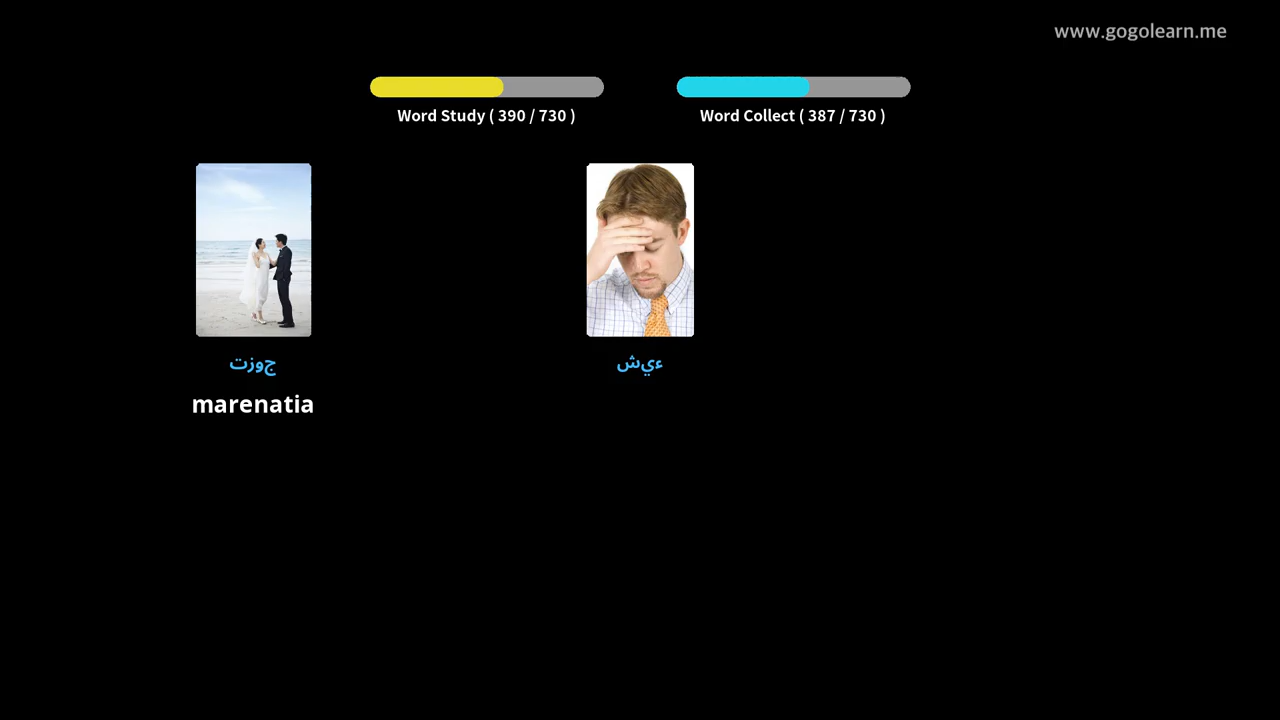 www.gogolearn.me
Word Study ( 390 / 730 )
Word Collect ( 387 / 730 )
جوزت
ءيش
marenatia